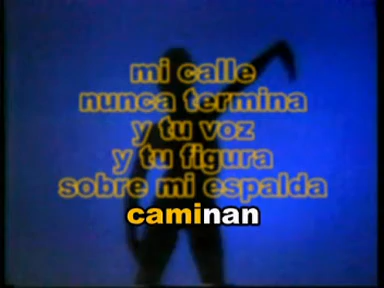 mi calle
nunca termina
y tu voz
y tu figura
sobre mi espalda
caminan